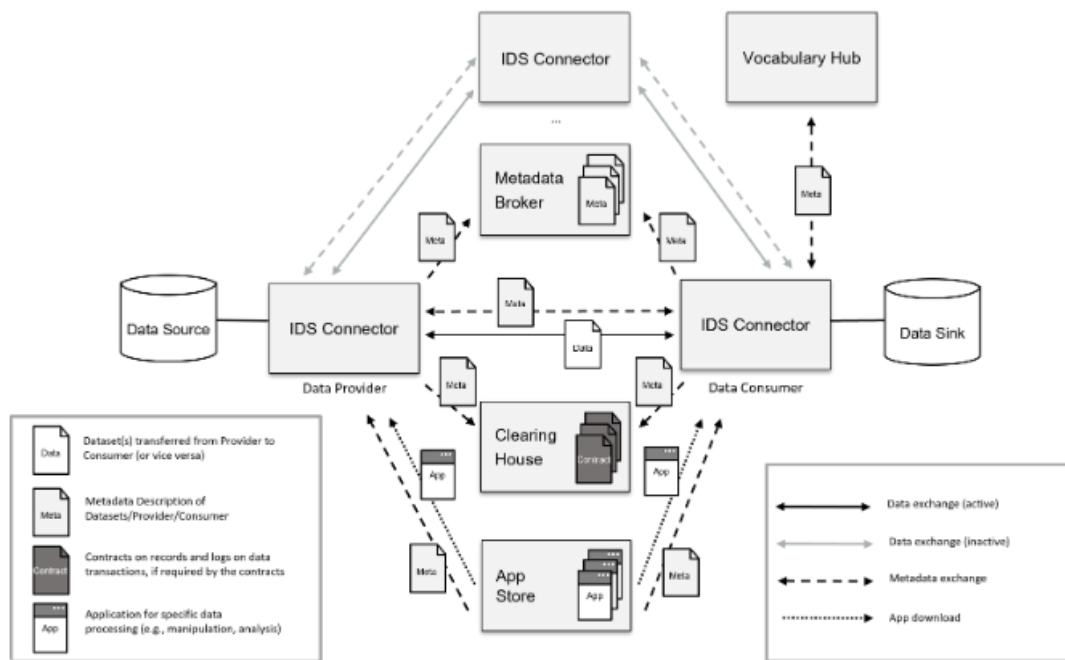 IDS Connector
Vocabulary Hub
...
Metadata
Broker
Meta
Meta
Meta
Meta
Data Source
IDS Connector
Meta
IDS Connector
Data Sink
Data
Data Provider
Meta
Meta
Data Consumer
Clearing
House
Contract
App
App
Meta
App
Store
App
Meta
Data
Dataset(s) transferred from Provider to
Consumer (or vice versa)
Meta
Metadata Description of
Datasets/Provider/Consumer
Contract
Contracts on records and logs on data
transactions, if required by the contracts
App
Application for specific data
processing (e.g., manipulation, analysis)
Data exchange (active)
Data exchange (inactive)
Metadata exchange
App download